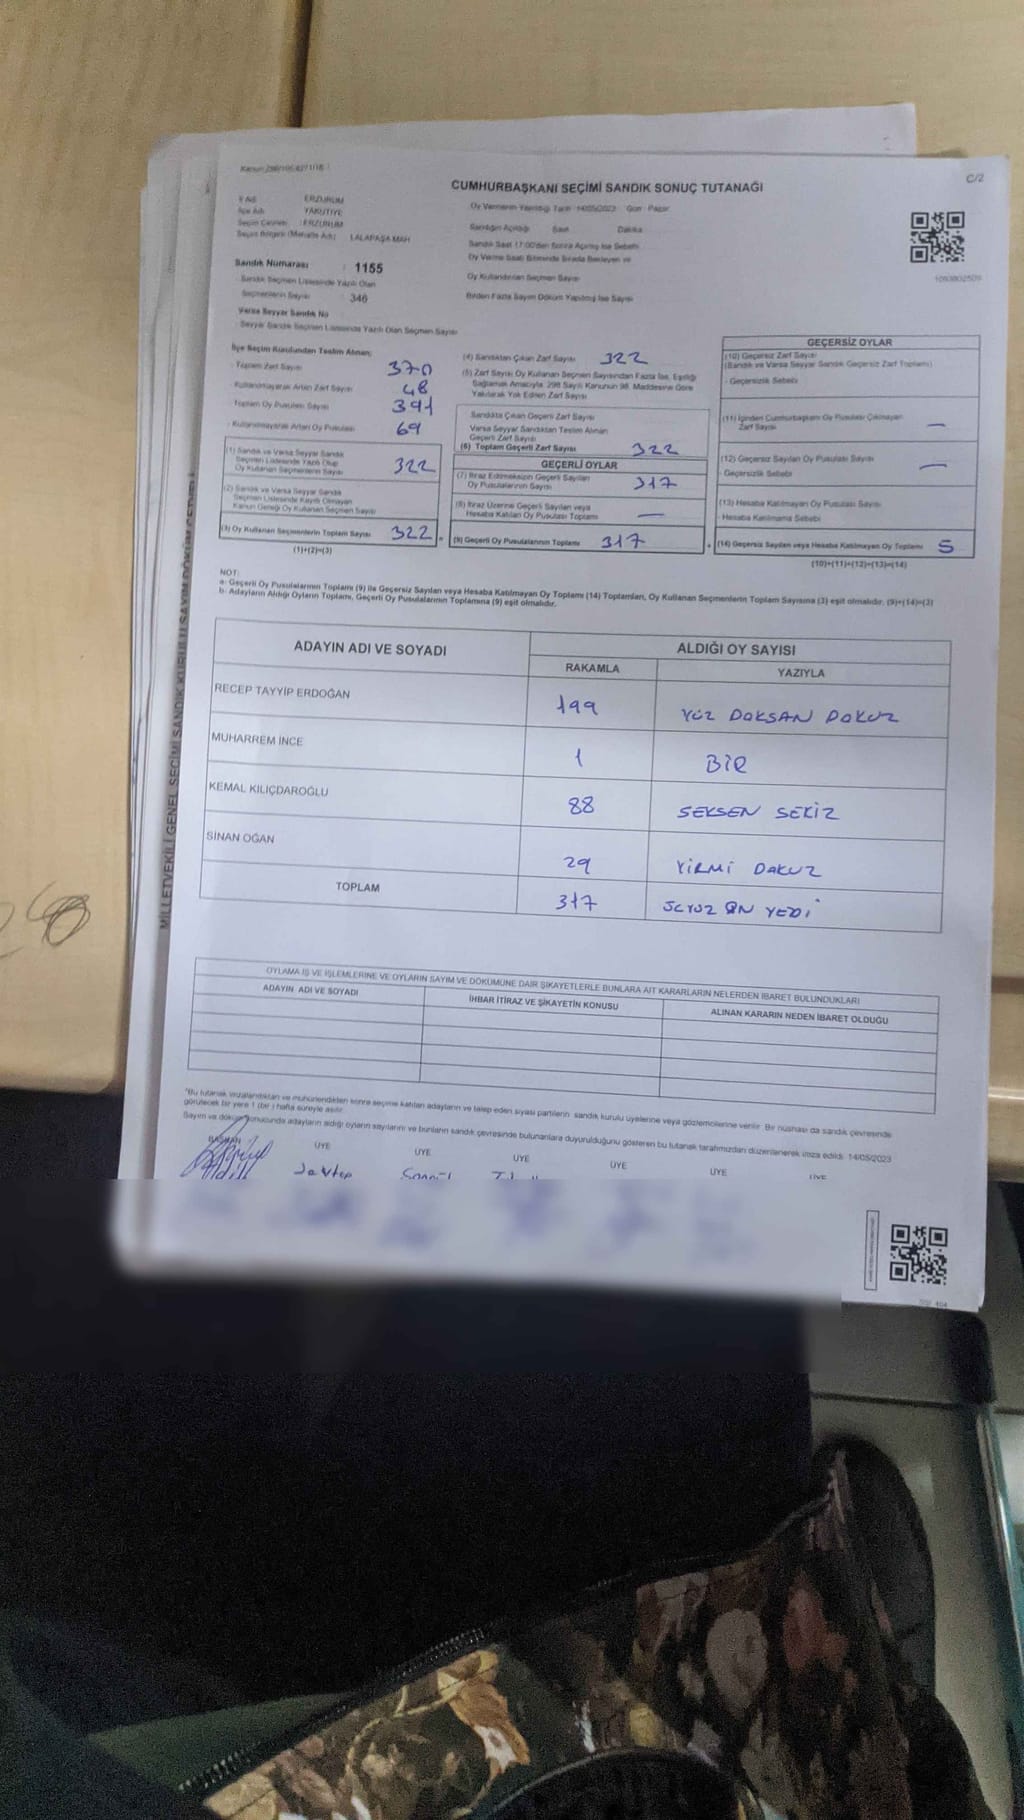 C/2
CUMHURBAŞKANI SEÇİMİ SANDIK SONUÇ TUTANAĞI
İl Adı ERZURUM
İlçe Adı YAKUTİYE
Seçim Çevresi : ERZURUM
Seçim Bölgesi (Mahalle Adı) LALAPAŞA MAH
Sandık Numarası : 1155
Sandık Seçmen Listesinde Yazılı Olan
Seçmenlerin Sayısı : 346
Varsa Seyyar Sandık No
Seyyar Sandık Seçmen Listesinde Yazılı Olan Seçmen Sayısı
Oy Vermenin Yapıldığı Tarih 14/05/2023 Gün : Pazar
Sandığın Açıldığı Saat Dakika
Sandık Saat 17:00'den Sonra Açılmış İse Sebebi
Oy Verme Saati Bitiminde Sırada Bekleyen ve
Oy Kullandırılan Seçmen Sayısı
Birden Fazla Sayım Döküm Yapılmış İse Sayısı
İlçe Seçim Kurulundan Teslim Alınan;
- Toplam Zarf Sayısı 370
- Kullanılmayarak Artan Zarf Sayısı 48
- Toplam Oy Pusulası Sayısı 391
- Kullanılmayarak Artan Oy Pusulası 69
(1) Sandık ve Varsa Seyyar Sandık
Seçmen Listesinde Yazılı Olup
Oy Kullanan Seçmenlerin Sayısı 322
(2) Sandık ve Varsa Seyyar Sandık
Seçmen Listesinde Kayıtlı Olmayan
Kanun Gereği Oy Kullanan Seçmen Sayısı
(3) Oy Kullanan Seçmenlerin Toplam Sayısı 322
(1)+(2)=(3)
(4) Sandıktan Çıkan Zarf Sayısı 322
(5) Zarf Sayısı Oy Kullanan Seçmen Sayısından Fazla İse, Eşitliği
Sağlamak Amacıyla 298 Sayılı Kanunun 98. Maddesine Göre
Yakılarak Yok Edilen Zarf Sayısı
Sandıkta Çıkan Geçerli Zarf Sayısı
Varsa Seyyar Sandıktan Teslim Alınan
Geçerli Zarf Sayısı
(6) Toplam Geçerli Zarf Sayısı 322
GEÇERLİ OYLAR
(7) İtiraz Edilmeksizin Geçerli Sayılan
Oy Pusulalarının Sayısı 317
(8) İtiraz Üzerine Geçerli Sayılan veya
Hesaba Katılan Oy Pusulası Toplamı —
(9) Geçerli Oy Pusulalarının Toplamı 317
GEÇERSİZ OYLAR
(10) Geçersiz Zarf Sayısı
(Sandık ve Varsa Seyyar Sandık Geçersiz Zarf Toplamı)
- Geçersizlik Sebebi
(11) İçinden Cumhurbaşkanı Oy Pusulası Çıkmayan
Zarf Sayısı —
(12) Geçersiz Sayılan Oy Pusulası Sayısı —
- Geçersizlik Sebebi
(13) Hesaba Katılmayan Oy Pusulası Sayısı
- Hesaba Katılmama Sebebi
(14) Geçersiz Sayılan veya Hesaba Katılmayan Oy Toplamı 5
(10)+(11)+(12)+(13)=(14)
NOT:
a- Geçerli Oy Pusulalarının Toplamı (9) ile Geçersiz Sayılan veya Hesaba Katılmayan Oy Toplamı (14) Toplamları, Oy Kullanan Seçmenlerin Toplam Sayısına (3) eşit olmalıdır. (9)+(14)=(3)
b- Adayların Aldığı Oyların Toplamı, Geçerli Oy Pusulalarının Toplamına (9) eşit olmalıdır.
ADAYIN ADI VE SOYADI ALDIĞI OY SAYISI
RAKAMLA YAZIYLA
RECEP TAYYİP ERDOĞAN 199 YÜZ DOKSAN DOKUZ
MUHARREM İNCE 1 BİR
KEMAL KILIÇDAROĞLU 88 SEKSEN SEKİZ
SİNAN OĞAN 29 YİRMİ DAKUZ
TOPLAM 317 ÜÇYÜZ ON YEDİ
OYLAMA İŞ VE İŞLEMLERİNE VE OYLARIN SAYIM VE DÖKÜMÜNE DAİR ŞİKAYETLERLE BUNLARA AİT KARARLARIN NELERDEN İBARET BULUNDUKLARI
ADAYIN ADI VE SOYADI İHBAR İTİRAZ VE ŞİKAYETİN KONUSU ALINAN KARARIN NEDEN İBARET OLDUĞU
*Bu tutanak imzalandıktan ve mühürlendikten sonra seçime katılan adayların ve talep eden siyasi partilerin sandık kurulu üyelerine veya gözlemcilerine verilir. Bir nüshası da sandık çevresinde
görülecek bir yere 1 (bir ) hafta süreyle asılır.
Sayım ve döküm sonucunda adayların aldığı oyların sayılarını ve bunların sandık çevresinde bulunanlara duyurulduğunu gösteren bu tutanak tarafımızdan düzenlenerek imza edildi. 14/05/2023
BAŞKAN ÜYE ÜYE ÜYE ÜYE ÜYE ÜYE
MİLLETVEKİLİ GENEL SEÇİMİ SANDIK KURULU SAYIM DÖKÜM CETVELİ